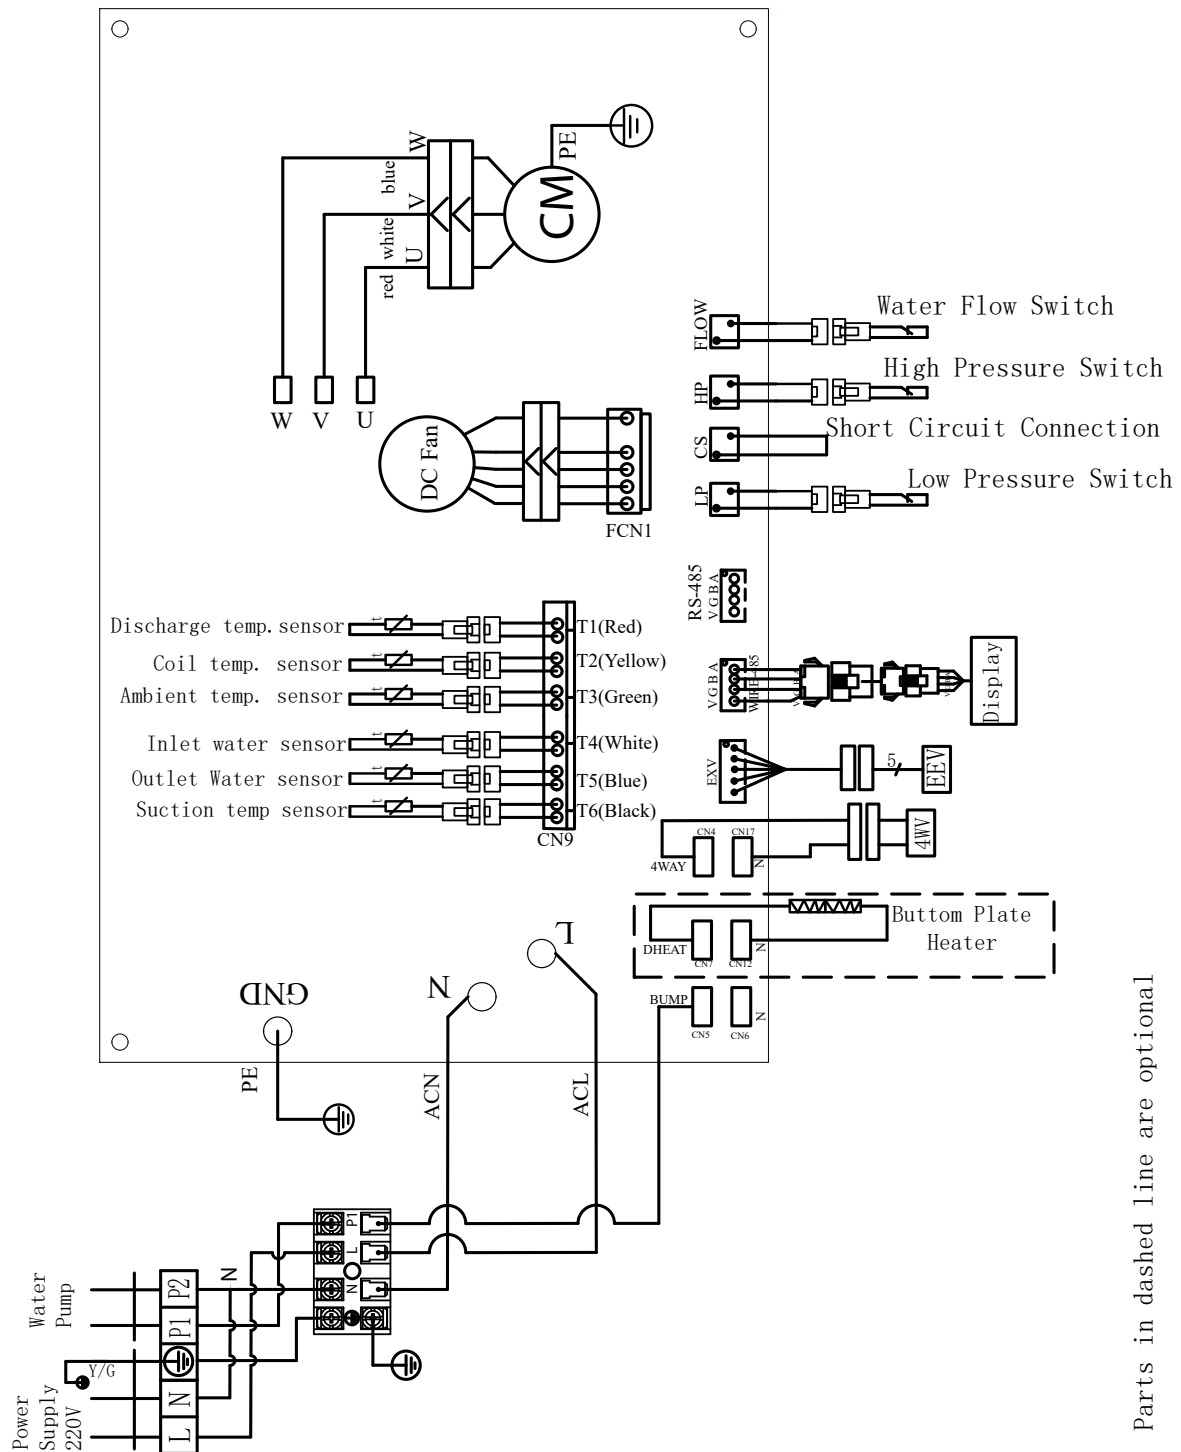 W
blue
V
white
U
red
PE
CM
W
V
U
DC Fan
FCN1
FLOW
Water Flow Switch
HP
High Pressure Switch
CS
Short Circuit Connection
LP
Low Pressure Switch
RS-485
V G B A
V G B A
WIRE-485
Display
EXV
5
EEV
Discharge temp.sensor
t
T1(Red)
Coil temp. sensor
t
T2(Yellow)
Ambient temp. sensor
t
T3(Green)
Inlet water sensor
t
T4(White)
Outlet Water sensor
t
T5(Blue)
Suction temp sensor
t
T6(Black)
CN9
4WAY
CN4
CN17
N
4WV
DHEAT
CN7
CN12
N
Buttom Plate
Heater
BUMP
CN5
CN6
N
GND
PE
N
ACN
L
ACL
P1
L
N
Water
Pump
P2
P1
N
Y/G
Power
Supply
220V
N
L
Parts in dashed line are optional